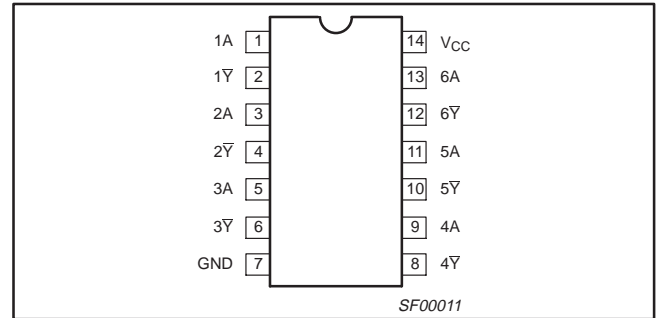 1A 1 14 VCC
1Y̅ 2 13 6A
2A 3 12 6Y̅
2Y̅ 4 11 5A
3A 5 10 5Y̅
3Y̅ 6 9 4A
GND 7 8 4Y̅
SF00011